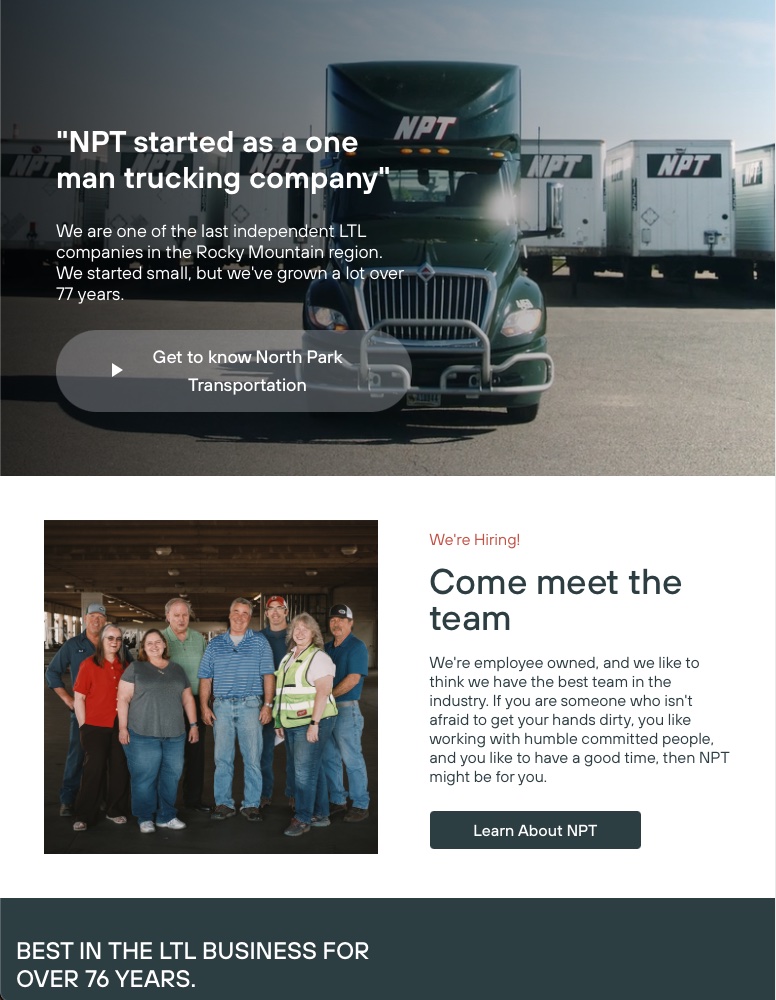 NPT
"NPT started as a one
man trucking company"
NPT
NPT
NPT
NPT
NPT
We are one of the last independent LTL
companies in the Rocky Mountain region.
We started small, but we've grown a lot over
77 years.
Get to know North Park
Transportation
We're Hiring!
Come meet the
team
We're employee owned, and we like to
think we have the best team in the
industry. If you are someone who isn't
afraid to get your hands dirty, you like
working with humble committed people,
and you like to have a good time, then NPT
might be for you.
Learn About NPT
BEST IN THE LTL BUSINESS FOR
OVER 76 YEARS.